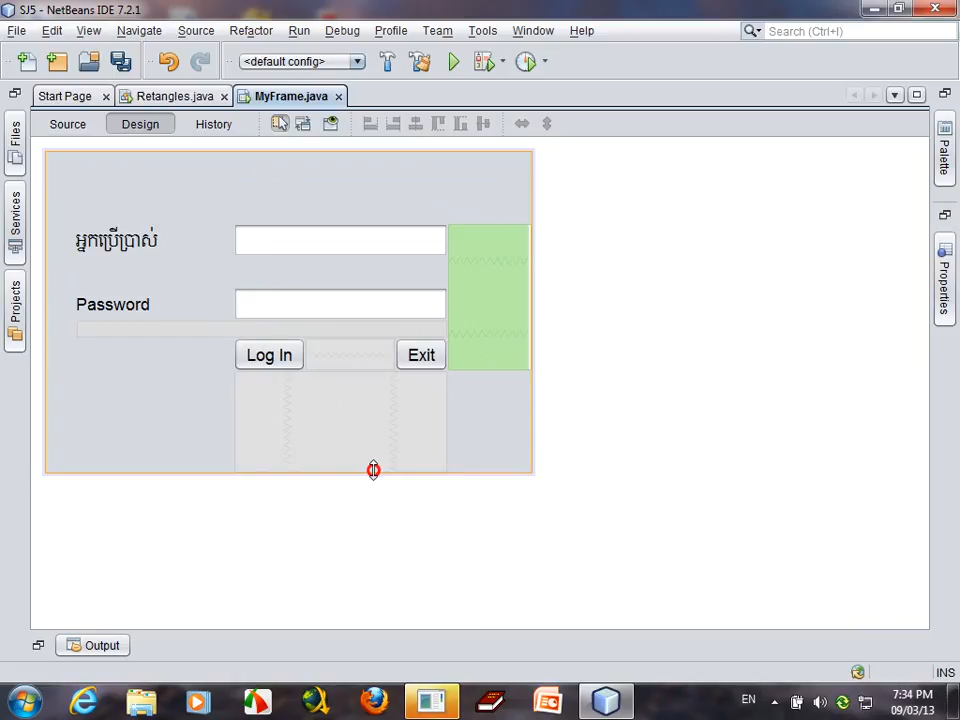 SJ5 - NetBeans IDE 7.2.1
File Edit View Navigate Source Refactor Run Debug Profile Team Tools Window Help Search (Ctrl+I)
<default config>
Start Page Retangles.java MyFrame.java
Source Design History
Files
Services
Projects
Palette
Properties
អ្នកប្រើប្រាស់
Password
Log In Exit
Output
INS
EN 7:34 PM
09/03/13